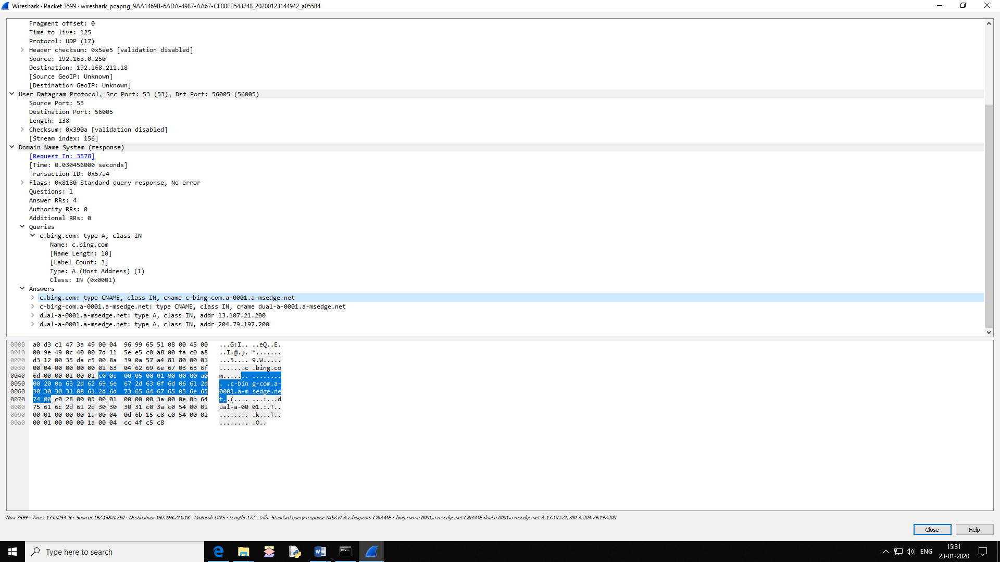 Wireshark · Packet 3599 · wireshark_pcapng_9AA1469B-6ADA-4987-AA67-CF80FB543748_20200123144942_a05584
Fragment offset: 0
Time to live: 125
Protocol: UDP (17)
Header checksum: 0x5ee5 [validation disabled]
Source: 192.168.0.250
Destination: 192.168.211.18
[Source GeoIP: Unknown]
[Destination GeoIP: Unknown]
User Datagram Protocol, Src Port: 53 (53), Dst Port: 56005 (56005)
Source Port: 53
Destination Port: 56005
Length: 138
Checksum: 0x390a [validation disabled]
[Stream index: 156]
Domain Name System (response)
[Request In: 3578]
[Time: 0.030456000 seconds]
Transaction ID: 0x57a4
Flags: 0x8180 Standard query response, No error
Questions: 1
Answer RRs: 4
Authority RRs: 0
Additional RRs: 0
Queries
c.bing.com: type A, class IN
Name: c.bing.com
[Name Length: 10]
[Label Count: 3]
Type: A (Host Address) (1)
Class: IN (0x0001)
Answers
c.bing.com: type CNAME, class IN, cname c-bing-com.a-0001.a-msedge.net
c-bing-com.a-0001.a-msedge.net: type CNAME, class IN, cname dual-a-0001.a-msedge.net
dual-a-0001.a-msedge.net: type A, class IN, addr 13.107.21.200
dual-a-0001.a-msedge.net: type A, class IN, addr 204.79.197.200
0000 a0 d3 c1 47 3a 49 00 04 96 99 65 51 08 00 45 00 ...G:I.. ..eQ..E.
0010 00 9e 49 0c 40 00 7d 11 5e e5 c0 a8 00 fa c0 a8 ..I.@.}. ^.......
0020 d3 12 00 35 da c5 00 8a 39 0a 57 a4 81 80 00 01 ...5.... 9.W.....
0030 00 04 00 00 00 00 01 63 04 62 69 6e 67 03 63 6f .......c .bing.co
0040 6d 00 00 01 00 01 c0 0c 00 05 00 01 00 00 00 a0 m....... ........
0050 00 20 0a 63 2d 62 69 6e 67 2d 63 6f 6d 06 61 2d . .c-bin g-com.a-
0060 30 30 30 31 08 61 2d 6d 73 65 64 67 65 03 6e 65 0001.a-m sedge.ne
0070 74 00 c0 28 00 05 00 01 00 00 00 3a 00 0e 0b 64 t..(.... ...:...d
0080 75 61 6c 2d 61 2d 30 30 30 31 c0 3a c0 54 00 01 ual-a-00 01.:.T..
0090 00 01 00 00 00 1a 00 04 0d 6b 15 c8 c0 54 00 01 ........ .k...T..
00a0 00 01 00 00 00 1a 00 04 cc 4f c5 c8 ........ .O..
No.: 3599 · Time: 133.025478 · Source: 192.168.0.250 · Destination: 192.168.211.18 · Protocol: DNS · Length: 172 · Info: Standard query response 0x57a4 A c.bing.com CNAME c-bing-com.a-0001.a-msedge.net CNAME dual-a-0001.a-msedge.net A 13.107.21.200 A 204.79.197.200
Close
Help
Type here to search
ENG
15:31
23-01-2020